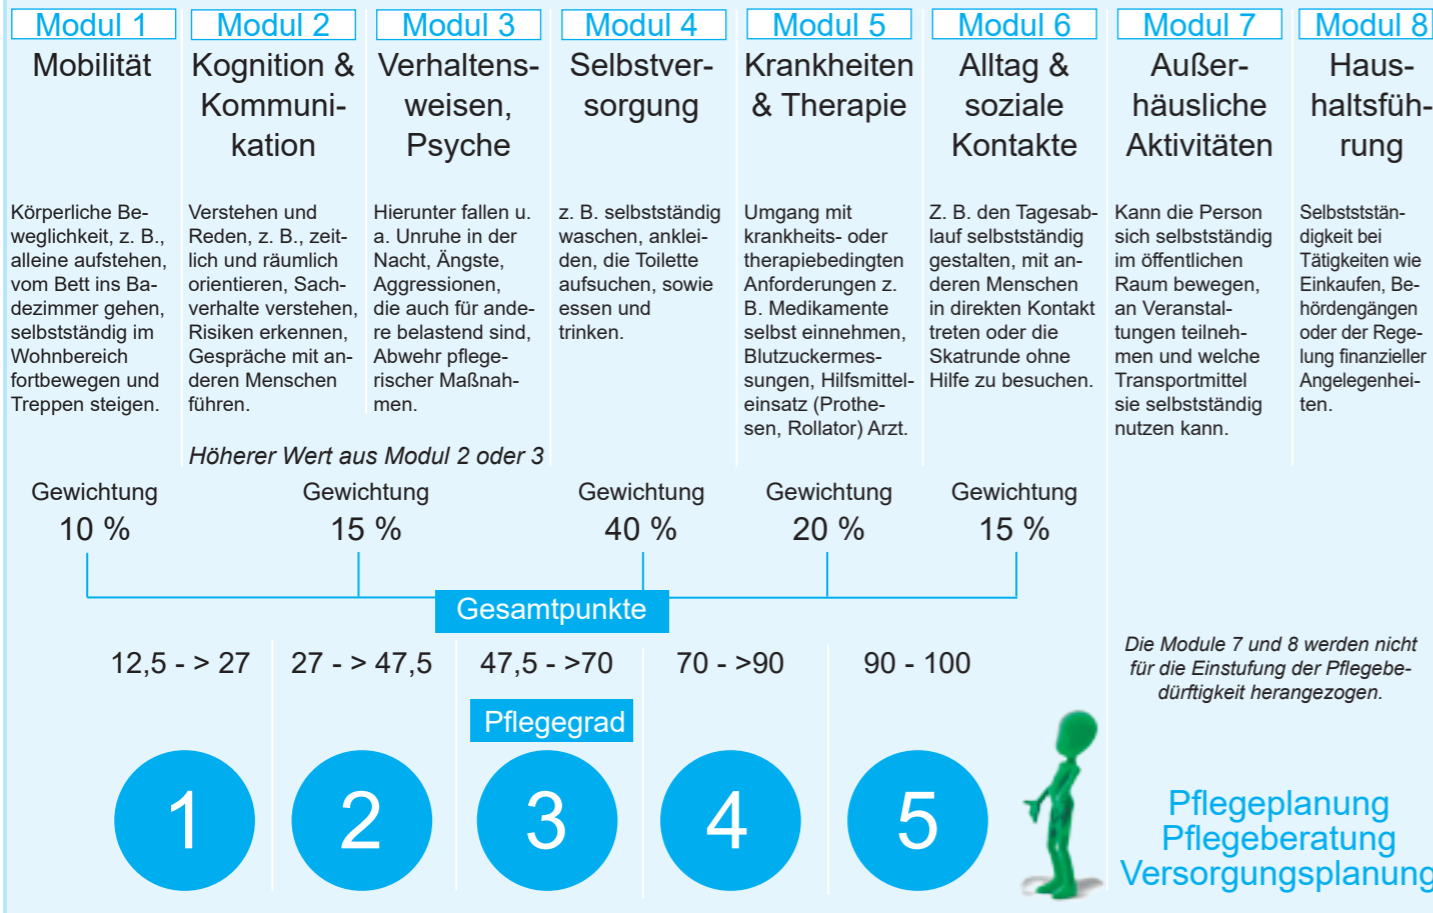 Modul 1
Mobilität
Körperliche Be-
weglichkeit, z. B.,
alleine aufstehen,
vom Bett ins Ba-
dezimmer gehen,
selbstständig im
Wohnbereich
fortbewegen und
Treppen steigen.
Modul 2
Kognition &
Kommuni-
kation
Verstehen und
Reden, z. B., zeit-
lich und räumlich
orientieren, Sach-
verhalte verstehen,
Risiken erkennen,
Gespräche mit an-
deren Menschen
führen.
Modul 3
Verhaltens-
weisen,
Psyche
Hierunter fallen u.
a. Unruhe in der
Nacht, Ängste,
Aggressionen,
die auch für ande-
re belastend sind,
Abwehr pflege-
rischer Maßnah-
men.
Modul 4
Selbstver-
sorgung
z. B. selbstständig
waschen, anklei-
den, die Toilette
aufsuchen, sowie
essen und
trinken.
Modul 5
Krankheiten
& Therapie
Umgang mit
krankheits- oder
therapiebedingten
Anforderungen z.
B. Medikamente
selbst einnehmen,
Blutzuckermes-
sungen, Hilfsmittel-
einsatz (Prothe-
sen, Rollator) Arzt.
Modul 6
Alltag &
soziale
Kontakte
Z. B. den Tagesab-
lauf selbstständig
gestalten, mit an-
deren Menschen
in direkten Kontakt
treten oder die
Skatrunde ohne
Hilfe zu besuchen.
Modul 7
Außer-
häusliche
Aktivitäten
Kann die Person
sich selbstständig
im öffentlichen
Raum bewegen,
an Veranstal-
tungen teilneh-
men und welche
Transportmittel
sie selbstständig
nutzen kann.
Modul 8
Haus-
haltsfüh-
rung
Selbstststän-
digkeit bei
Tätigkeiten wie
Einkaufen, Be-
hördengängen
oder der Rege-
lung finanzieller
Angelegenhei-
ten.
Höherer Wert aus Modul 2 oder 3
Gewichtung
10 %
Gewichtung
15 %
Gewichtung
40 %
Gewichtung
20 %
Gewichtung
15 %
Gesamtpunkte
12,5 - > 27
27 - > 47,5
47,5 - >70
70 - >90
90 - 100
Die Module 7 und 8 werden nicht
für die Einstufung der Pflegebe-
dürftigkeit herangezogen.
Pflegegrad
1
2
3
4
5
Pflegeplanung
Pflegeberatung
Versorgungsplanung